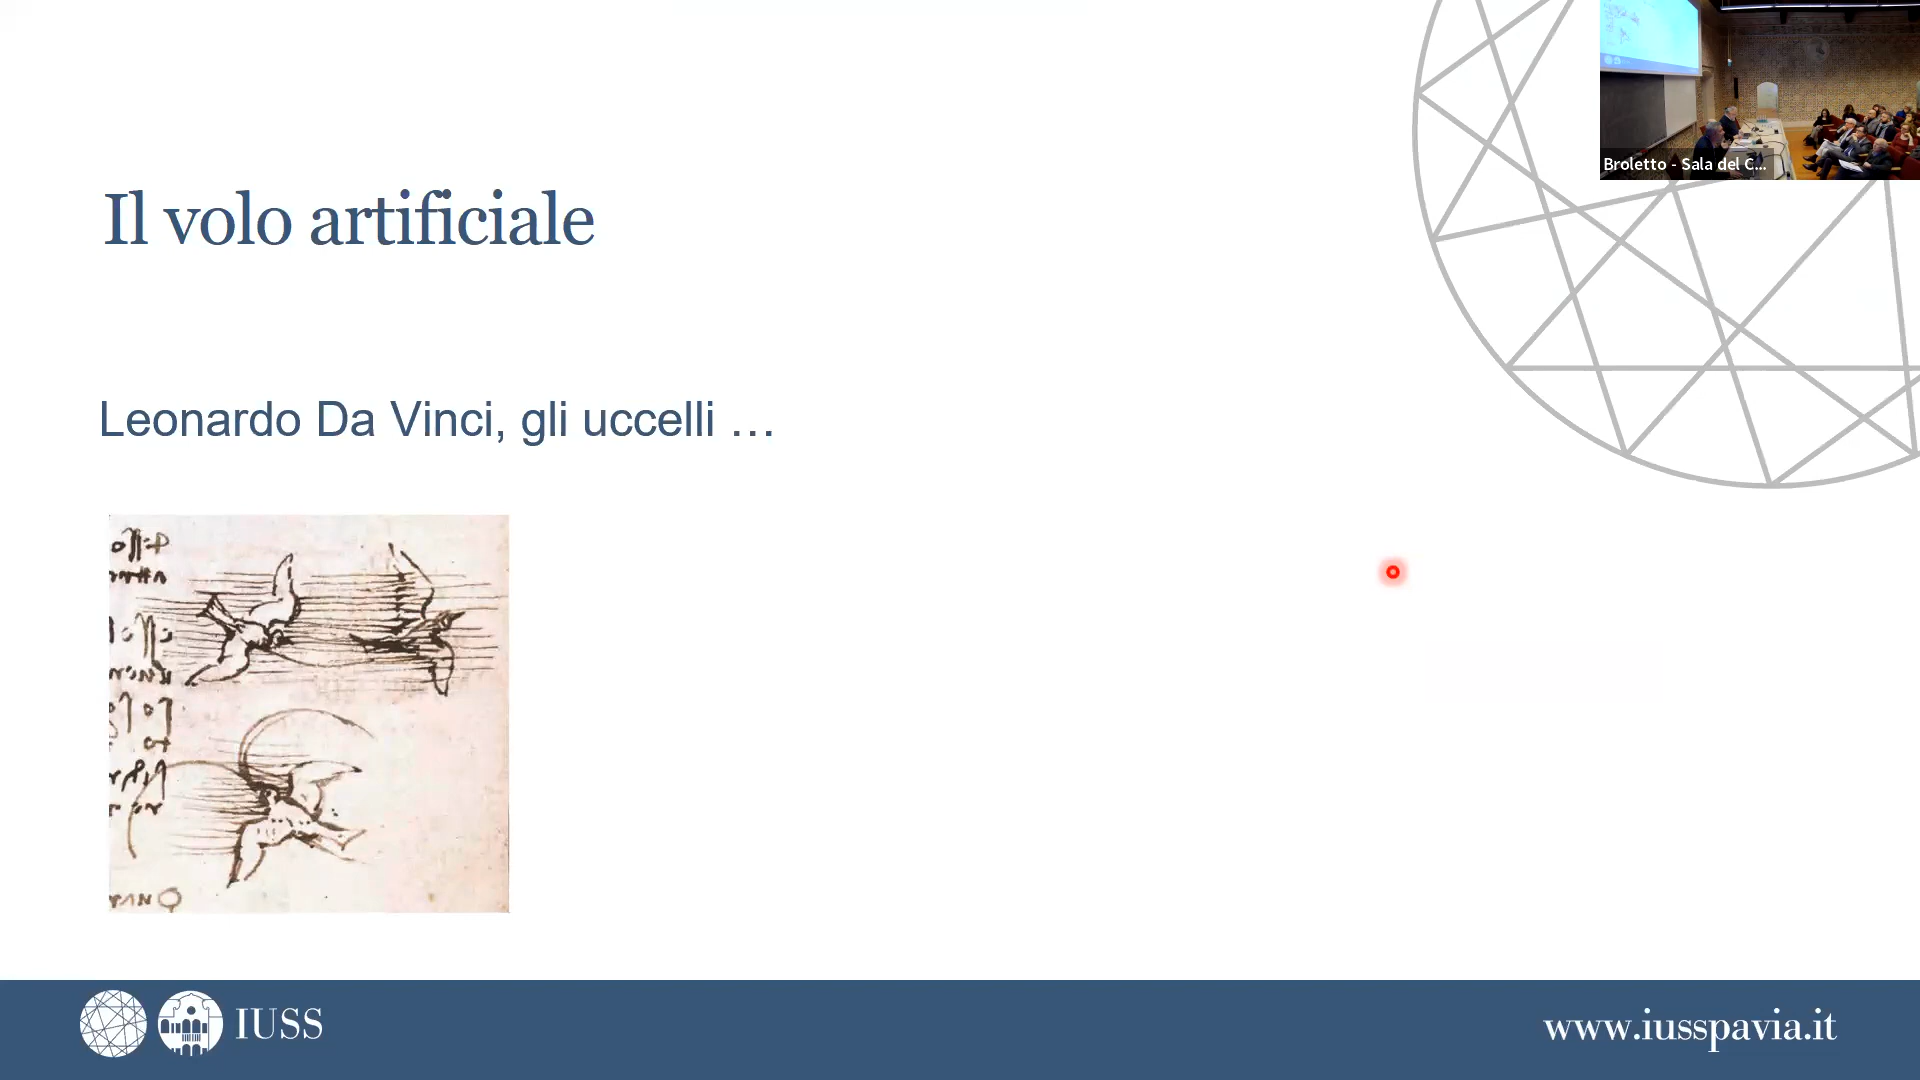 Il volo artificiale
Broletto - Sala del C...
Leonardo Da Vinci, gli uccelli …
IUSS
www.iusspavia.it